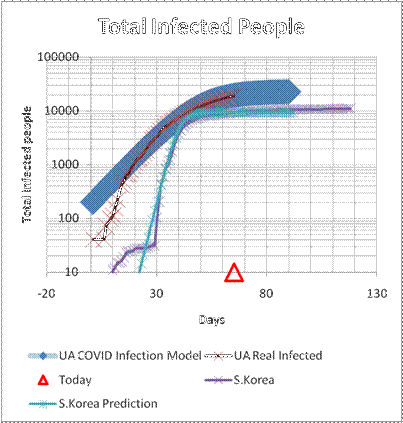 Total Infected People
Total Infected people
100000
10000
1000
100
10
-20 30 80 130
Days
UA COVID Infection Model UA Real Infected
Today S.Korea
S.Korea Prediction